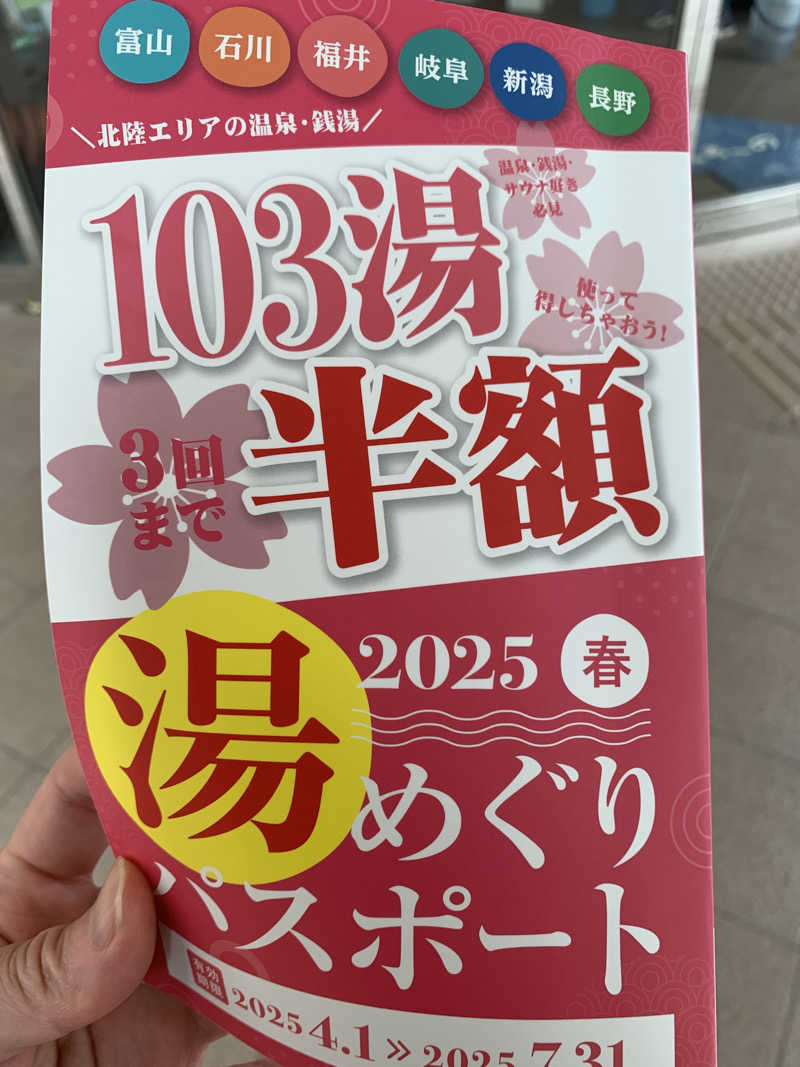 富山 石川 福井 岐阜 新潟 長野
＼北陸エリアの温泉・銭湯／
温泉・銭湯・
サウナ好き
必見
103湯
使って
得しちゃおう!
3回
まで
半額
2025 春
湯めぐり
パスポート
有効
期限
2025 4.1 》 2025 7.31